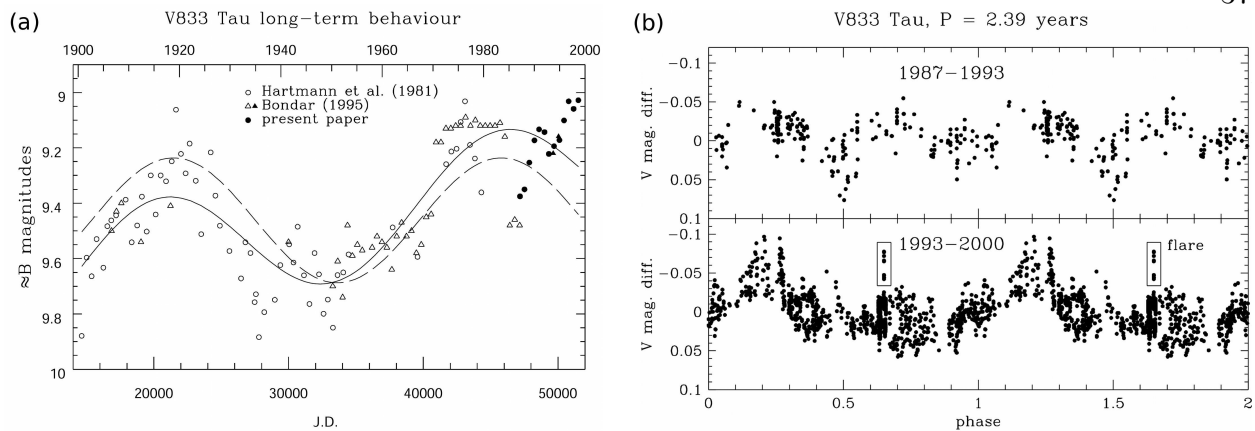 (a)
V833 Tau long-term behaviour
1900 1920 1940 1960 1980 2000
Hartmann et al. (1981)
Bondar (1995)
present paper
≈B magnitudes
9
9.2
9.4
9.6
9.8
10
20000 30000 40000 50000
J.D.
(b)
V833 Tau, P = 2.39 years
1987-1993
V mag. diff.
-0.1
-0.05
0
0.05
0.1
1993-2000
flare
V mag. diff.
-0.1
-0.05
0
0.05
0.1
0 0.5 1 1.5 2
phase